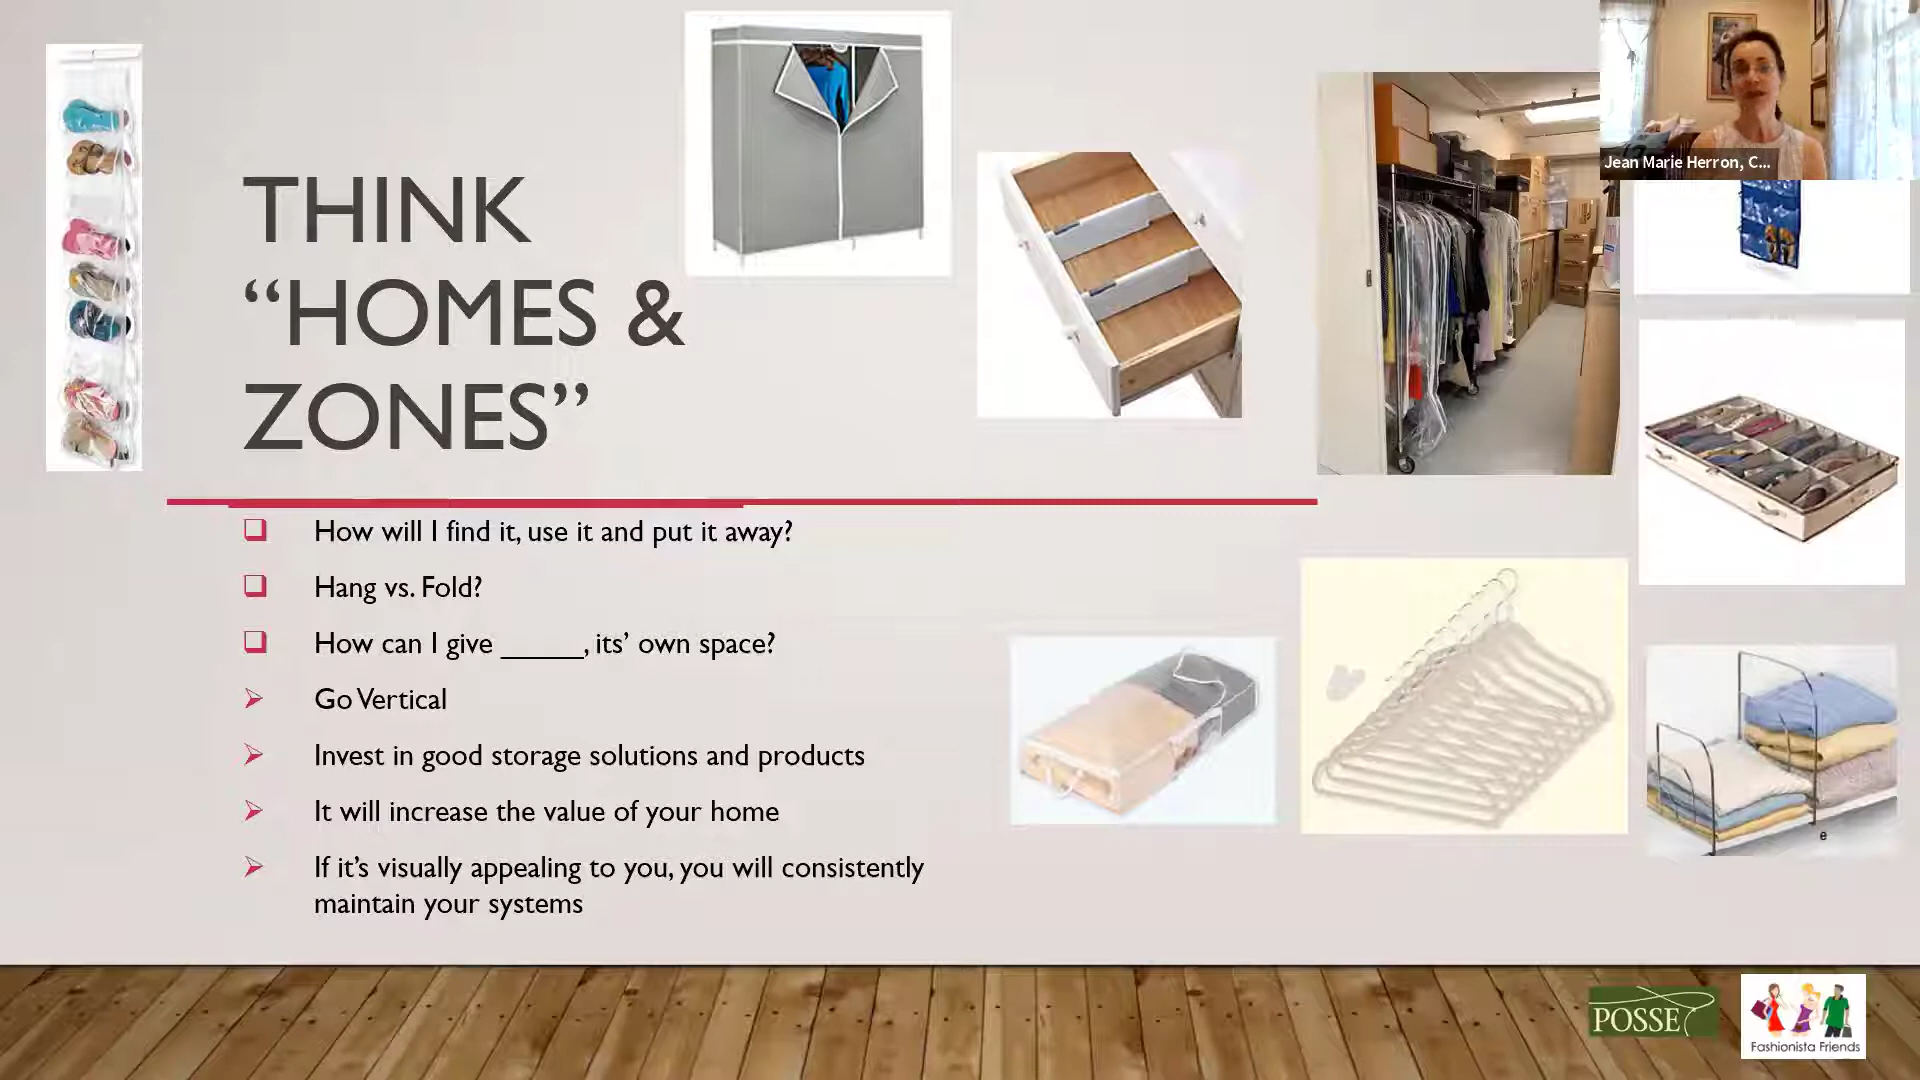 Jean Marie Herron, C...
THINK
“HOMES &
ZONES”
How will I find it, use it and put it away?
Hang vs. Fold?
How can I give ______, its’ own space?
Go Vertical
Invest in good storage solutions and products
It will increase the value of your home
If it’s visually appealing to you, you will consistently
maintain your systems
e
POSSE
Fashionista Friends